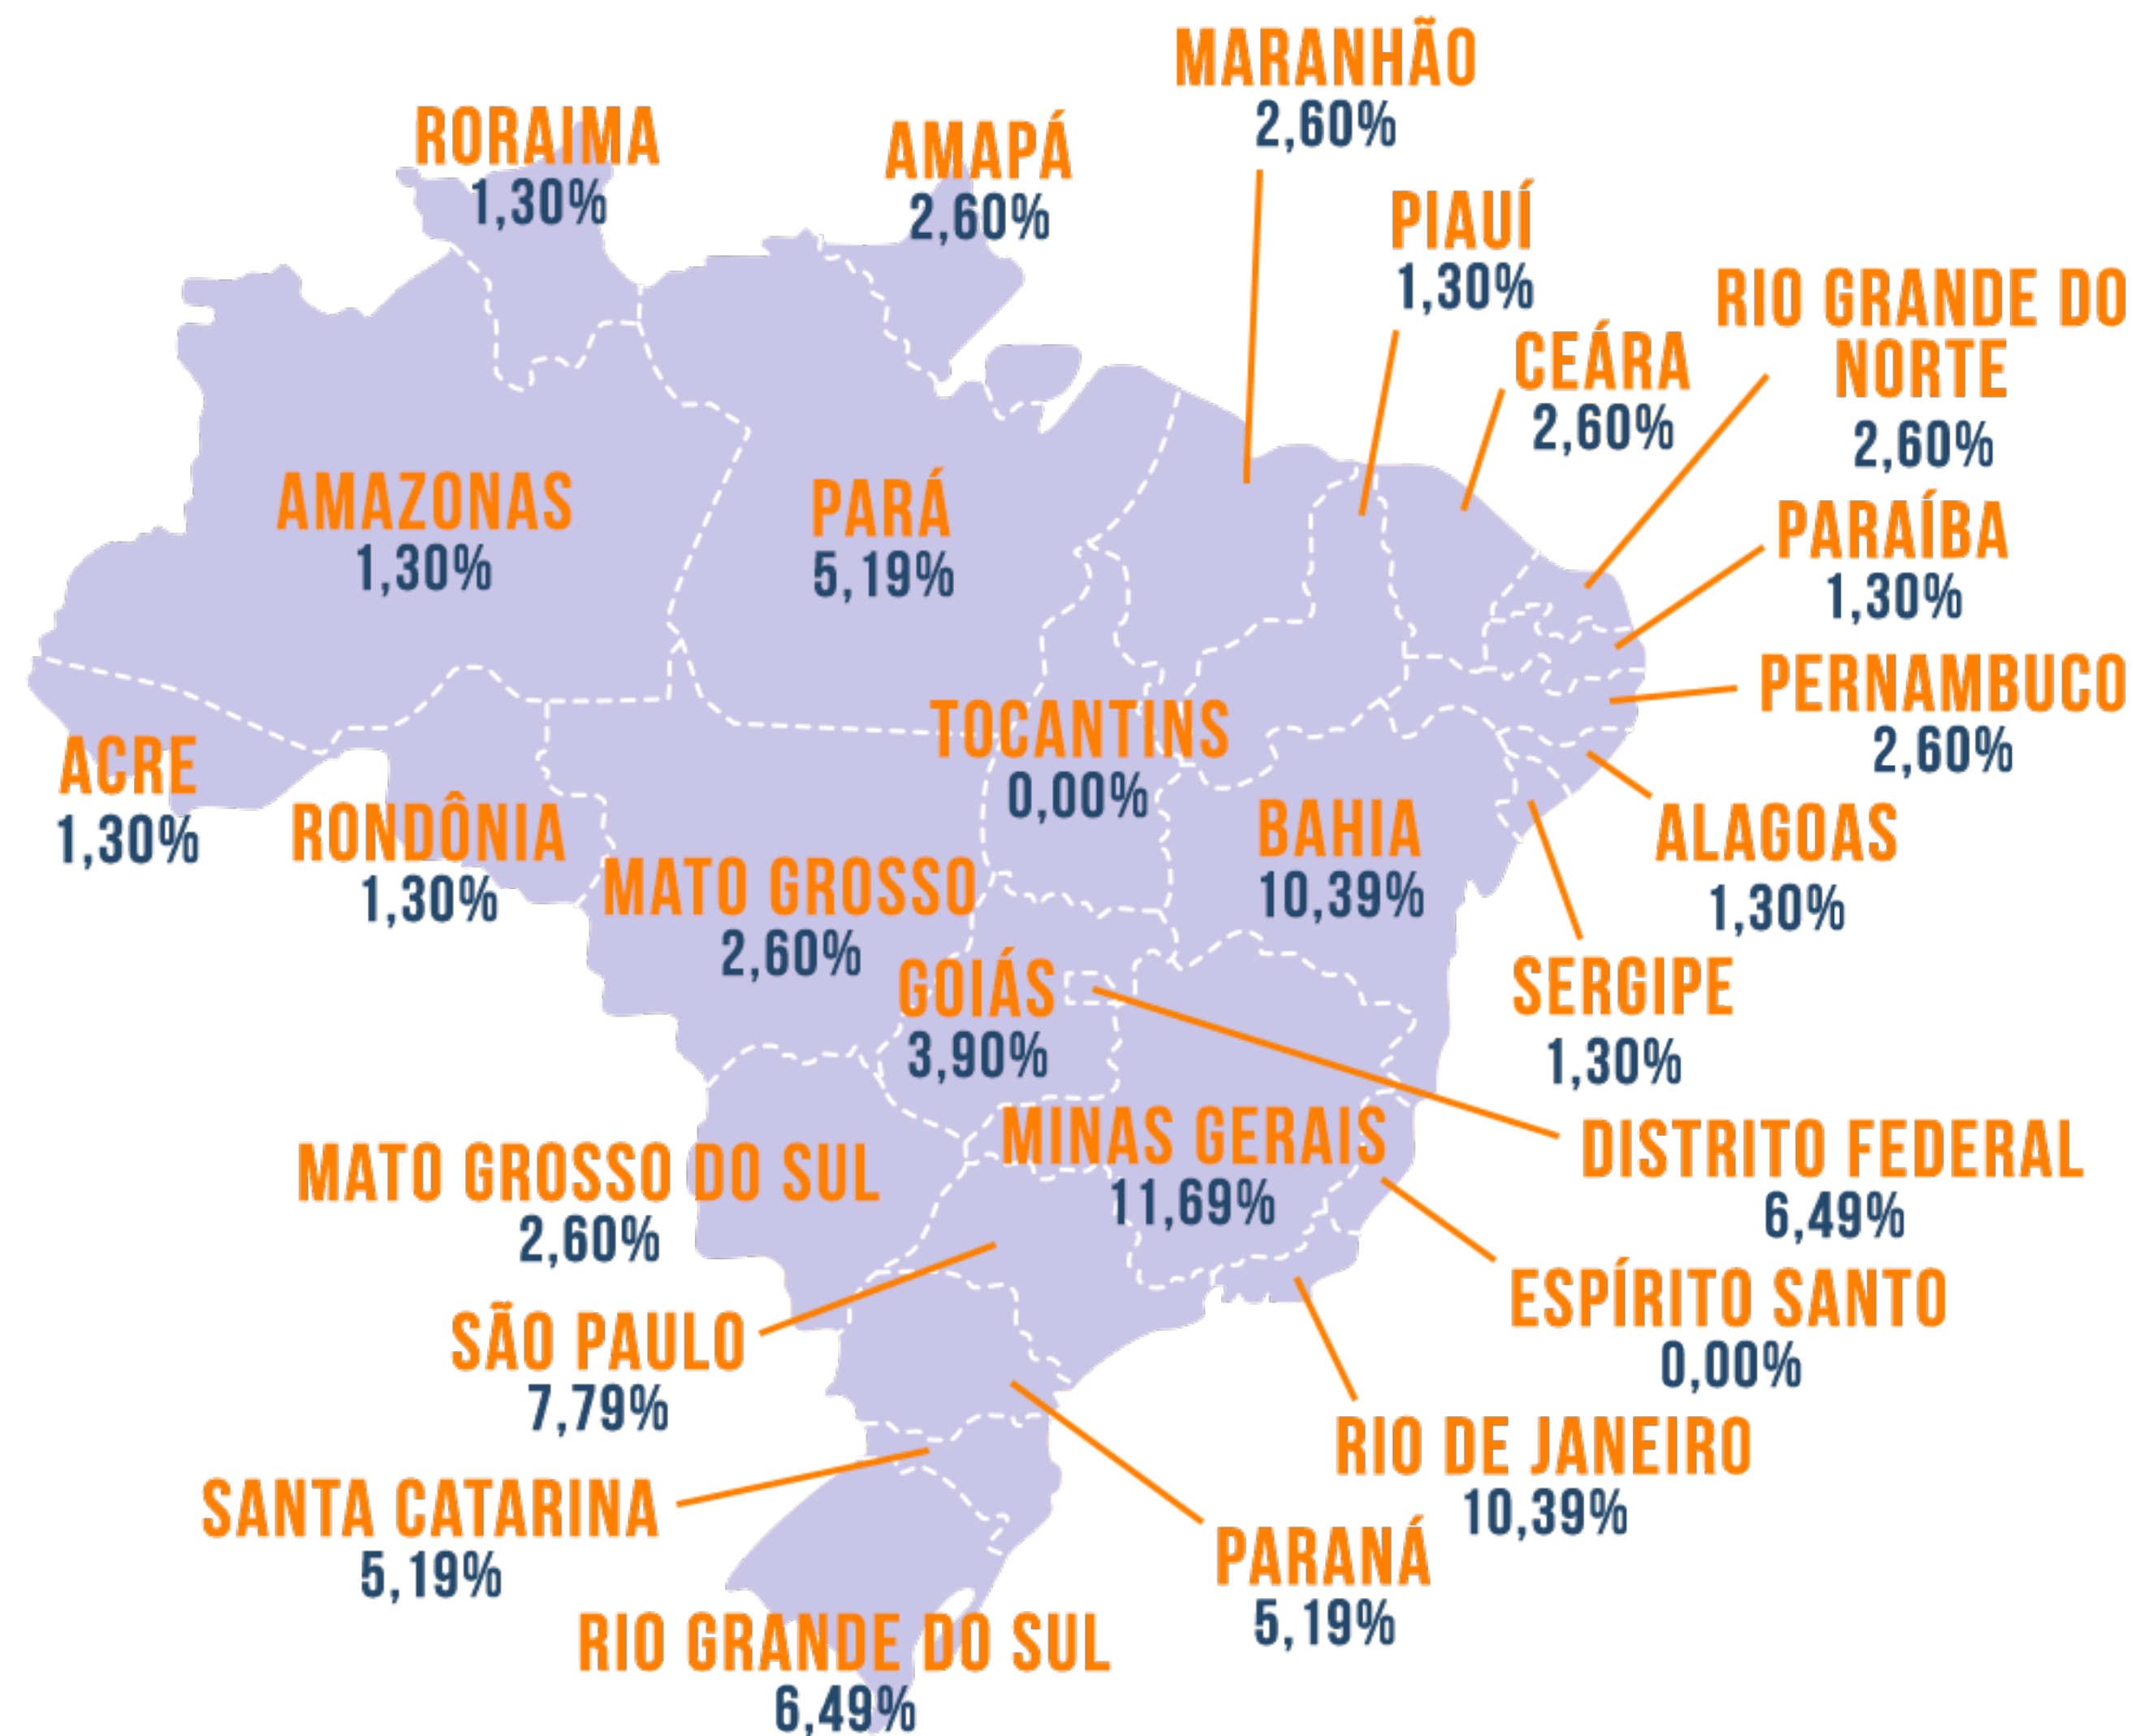 MARANHÃO
2,60%
RORAIMA
1,30%
AMAPÁ
2,60%
PIAUÍ
1,30%
RIO GRANDE DO
NORTE
2,60%
CEÁRA
2,60%
AMAZONAS
1,30%
PARÁ
5,19%
PARAÍBA
1,30%
PERNAMBUCO
2,60%
TOCANTINS
0,00%
ACRE
1,30%
RONDÔNIA
1,30%
MATO GROSSO
2,60%
BAHIA
10,39%
ALAGOAS
1,30%
GOIÁS
3,90%
SERGIPE
1,30%
MINAS GERAIS
11,69%
DISTRITO FEDERAL
6,49%
MATO GROSSO DO SUL
2,60%
ESPÍRITO SANTO
0,00%
SÃO PAULO
7,79%
RIO DE JANEIRO
10,39%
SANTA CATARINA
5,19%
PARANÁ
5,19%
RIO GRANDE DO SUL
6,49%